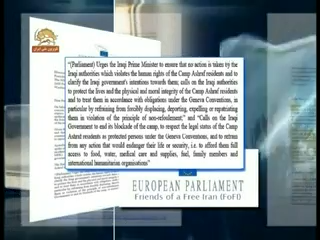 "(Parliament) Urges the Iraqi Prime Minister to ensure that no action is taken by the
Iraqi authorities which violates the human rights of the Camp Ashraf residents and to
clarify the Iraqi government's intentions towards them; calls on the Iraqi authorities
to protect the lives and the physical and moral integrity of the Camp Ashraf residents
and to treat them in accordance with obligations under the Geneva Conventions, in
particular by refraining from forcibly displacing, deporting, expelling or repatriating
them in violation of the principle of non-refoulement;" and "Calls on the Iraqi
Government to end its blockade of the camp, to respect the legal status of the Camp
Ashraf residents as protected persons under the Geneva Conventions, and to refrain
from any action that would endanger their life or security, i.e. to afford them full
access to food, water, medical care and supplies, fuel, family members and
international humanitarian organisations"
EUROPEAN PARLIAMENT
Friends of a Free Iran (FoFI)